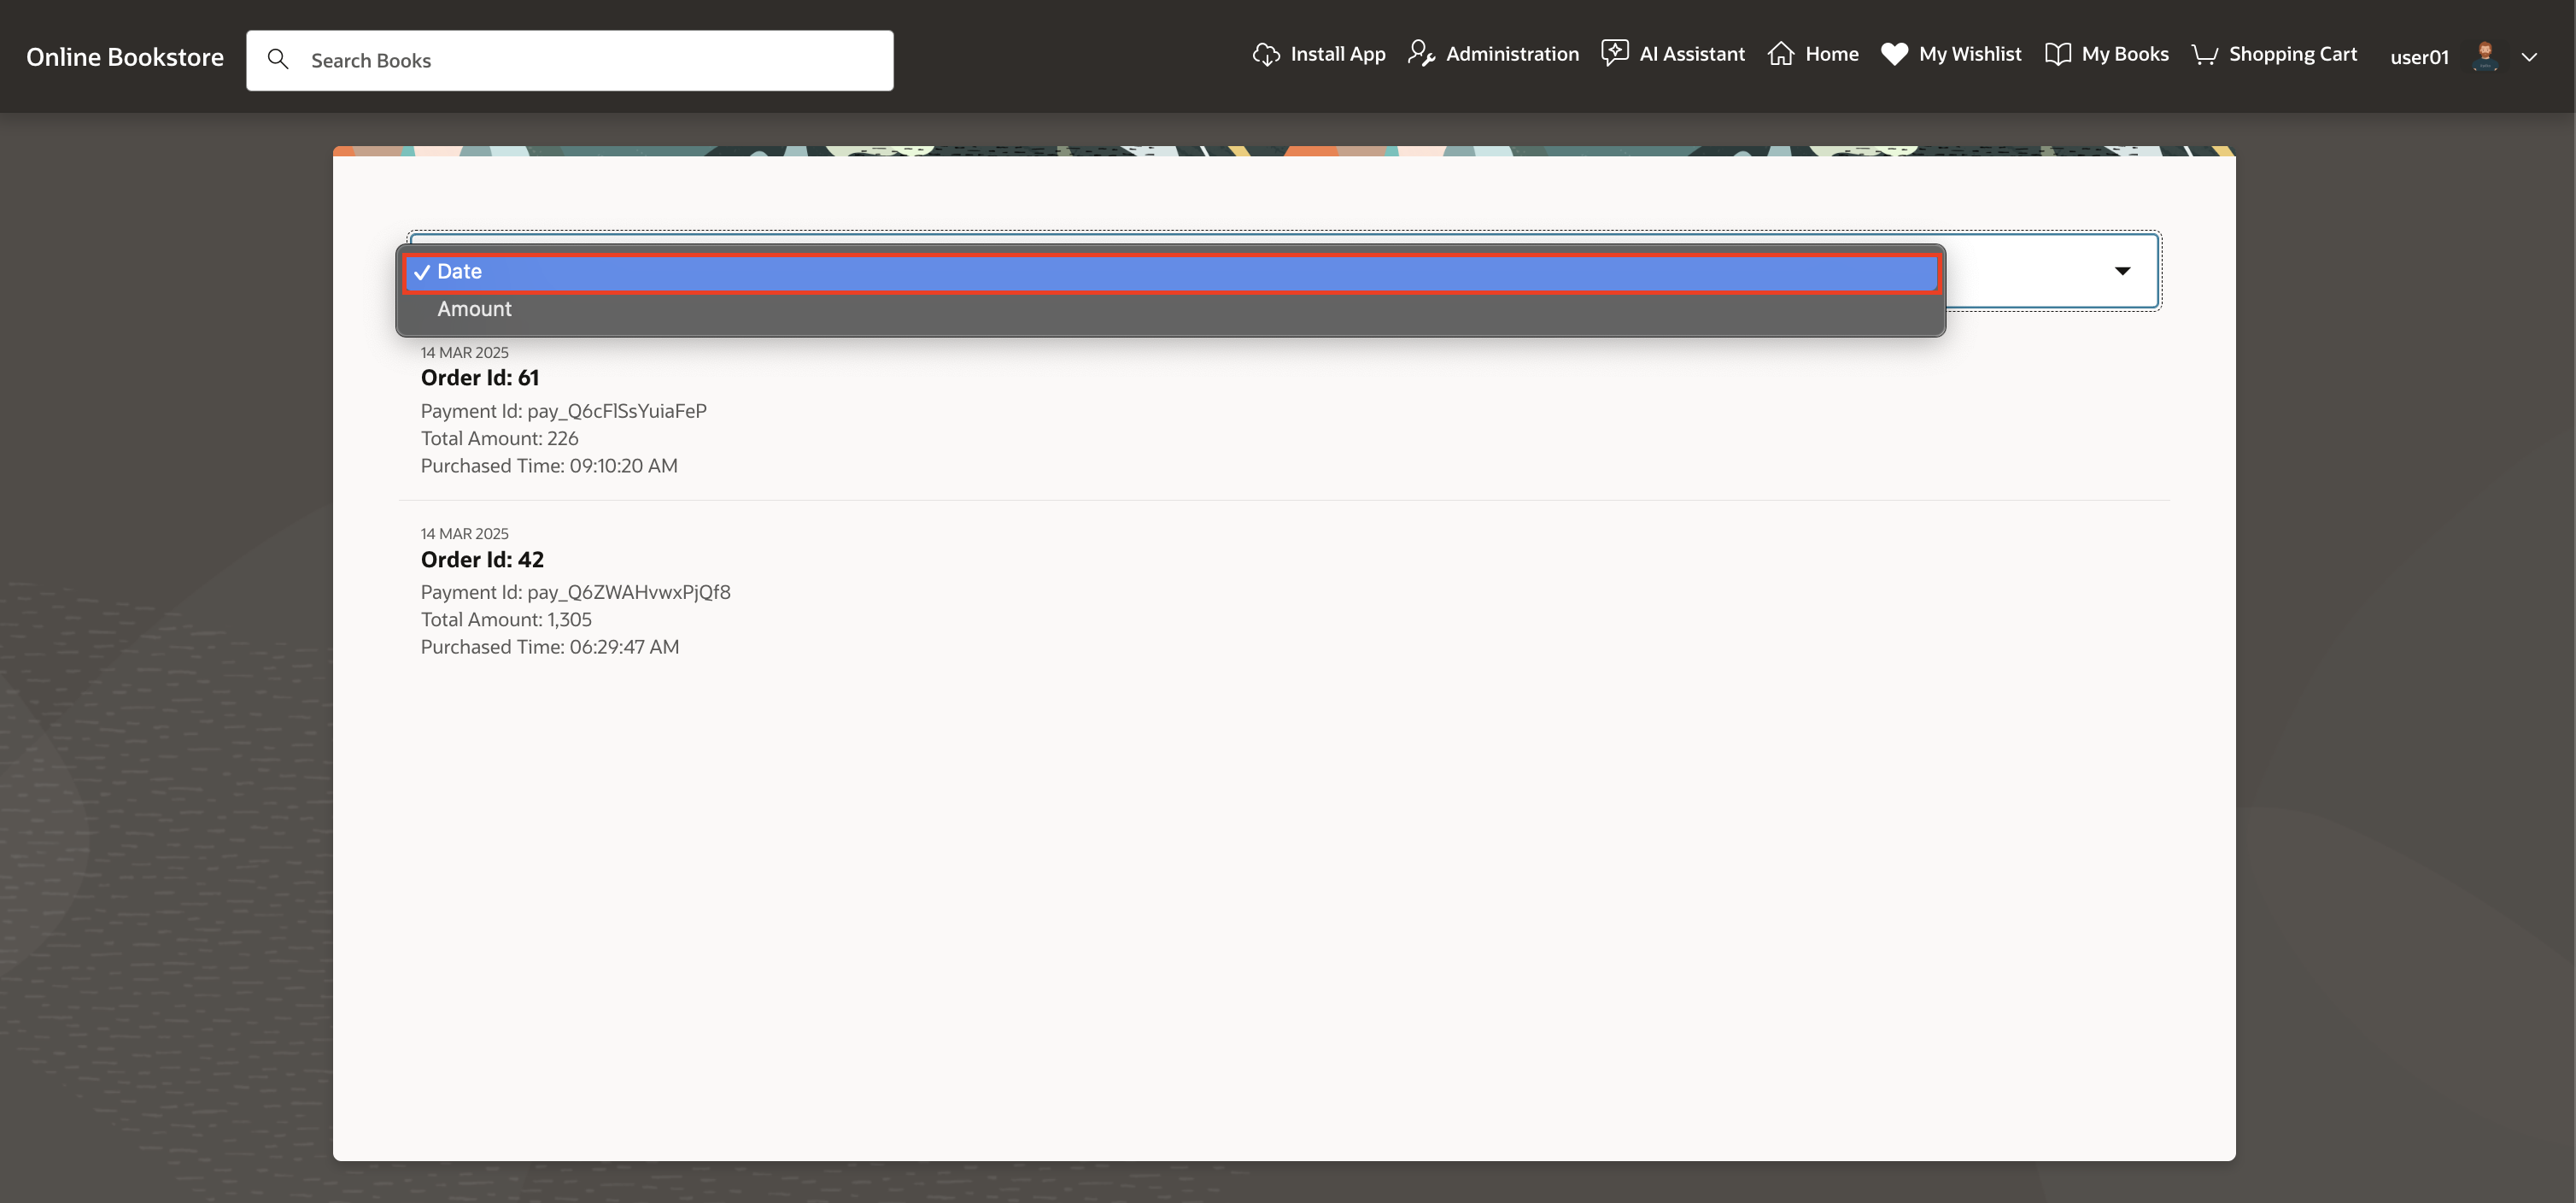 Online Bookstore
Search Books
Install App
Administration
AI Assistant
Home
My Wishlist
My Books
Shopping Cart
user01
Date
Amount
14 MAR 2025
Order Id: 61
Payment Id: pay_Q6cFlSsYuiaFeP
Total Amount: 226
Purchased Time: 09:10:20 AM
14 MAR 2025
Order Id: 42
Payment Id: pay_Q6ZWAHvwxPjQf8
Total Amount: 1,305
Purchased Time: 06:29:47 AM